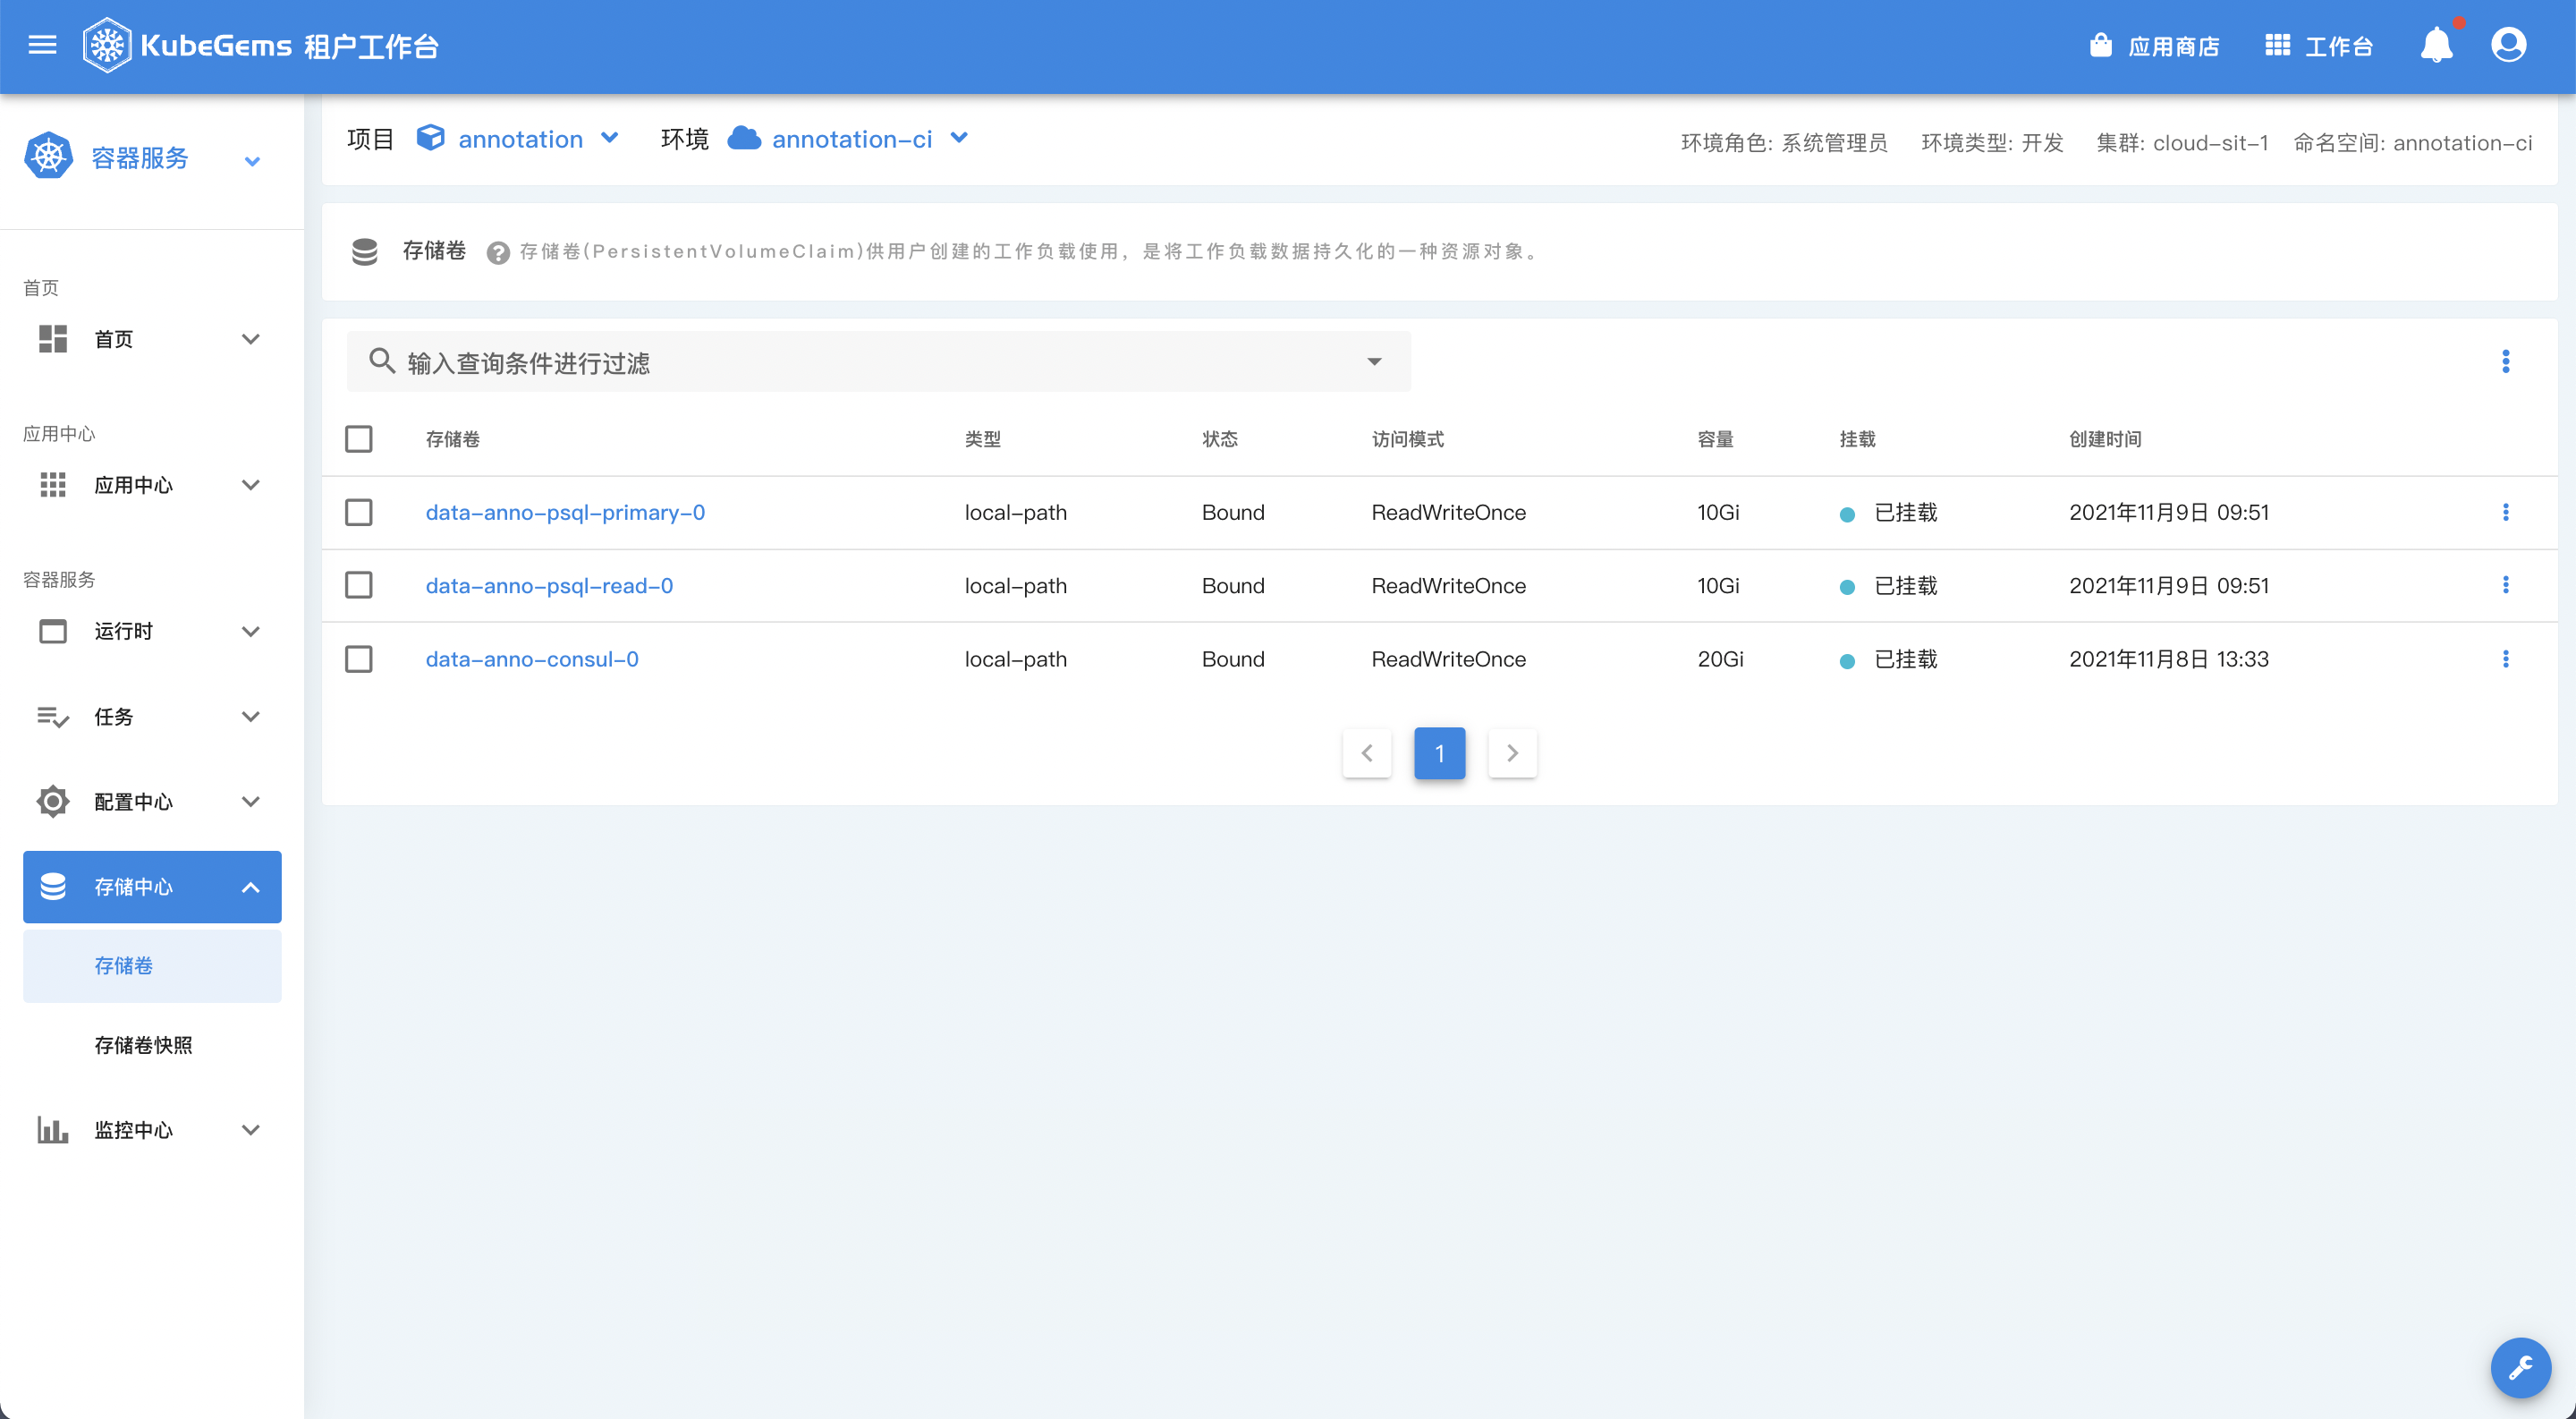 KubeGems 租户工作台
应用商店
工作台
容器服务
项目 annotation 环境 annotation-ci
环境角色: 系统管理员 环境类型: 开发 集群: cloud-sit-1 命名空间: annotation-ci
首页
首页
应用中心
应用中心
容器服务
运行时
任务
配置中心
存储中心
存储卷
存储卷快照
监控中心
存储卷 存储卷(PersistentVolumeClaim)供用户创建的工作负载使用，是将工作负载数据持久化的一种资源对象。
输入查询条件进行过滤
存储卷 类型 状态 访问模式 容量 挂载 创建时间
data-anno-psql-primary-0 local-path Bound ReadWriteOnce 10Gi 已挂载 2021年11月9日 09:51
data-anno-psql-read-0 local-path Bound ReadWriteOnce 10Gi 已挂载 2021年11月9日 09:51
data-anno-consul-0 local-path Bound ReadWriteOnce 20Gi 已挂载 2021年11月8日 13:33
1